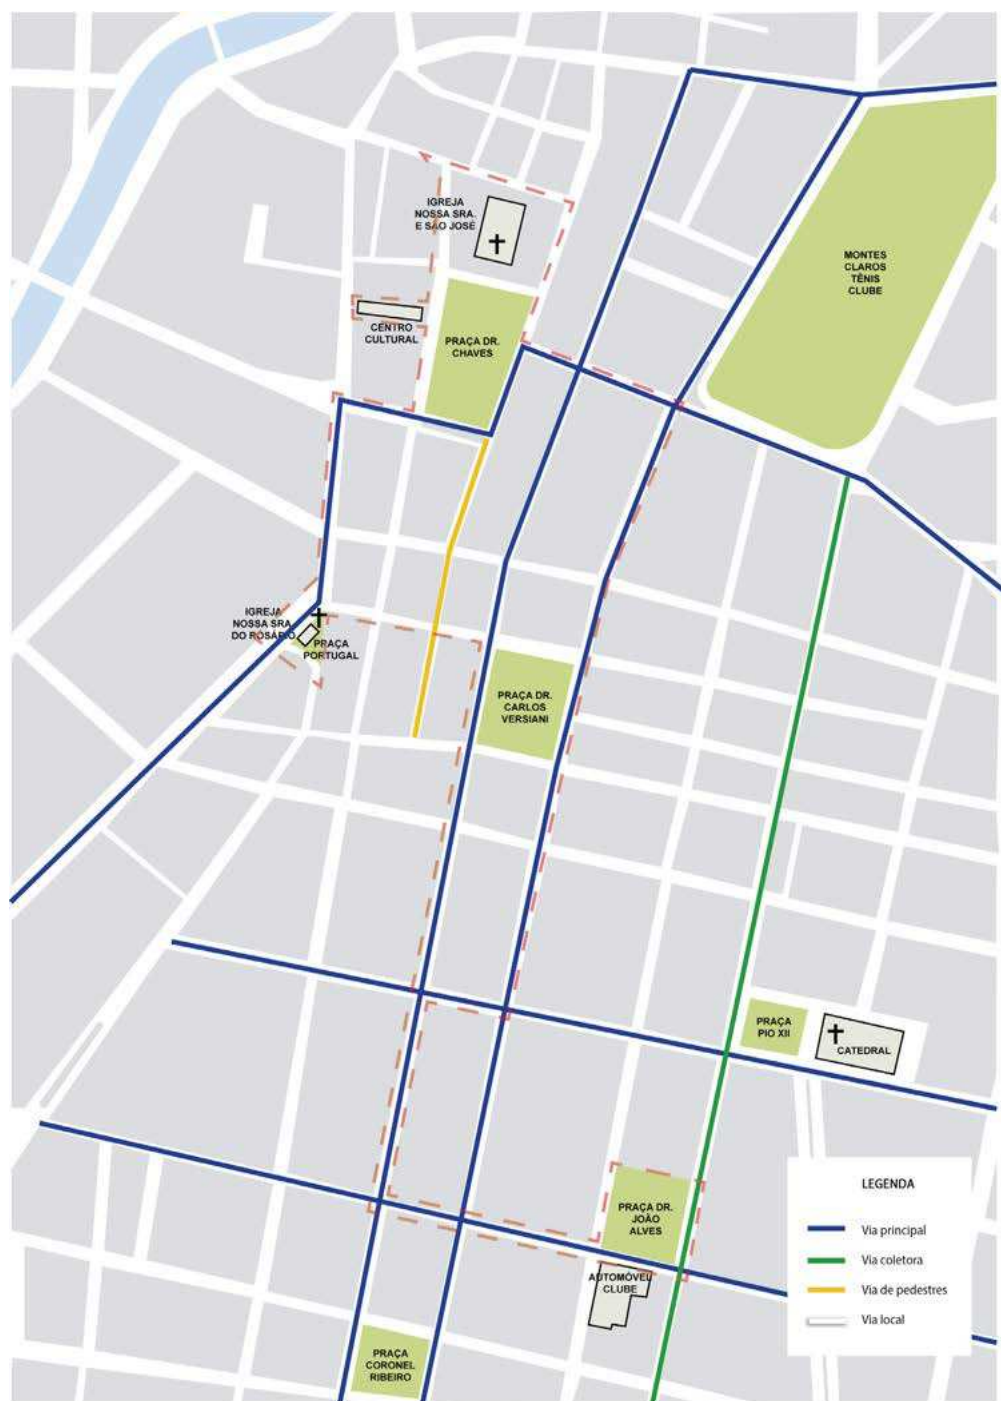 IGREJA
NOSSA SRA.
E SÃO JOSÉ
MONTES
CLAROS
TÊNIS
CLUBE
CENTRO
CULTURAL
PRAÇA DR.
CHAVES
IGREJA
NOSSA SRA.
DO ROSÁRIO
PRAÇA
PORTUGAL
PRAÇA DR.
CARLOS
VERSIANI
PRAÇA
PIO XII
CATEDRAL
PRAÇA DR.
JOÃO
ALVES
AUTOMÓVEL
CLUBE
PRAÇA
CORONEL
RIBEIRO
LEGENDA
Via principal
Via coletora
Via de pedestres
Via local